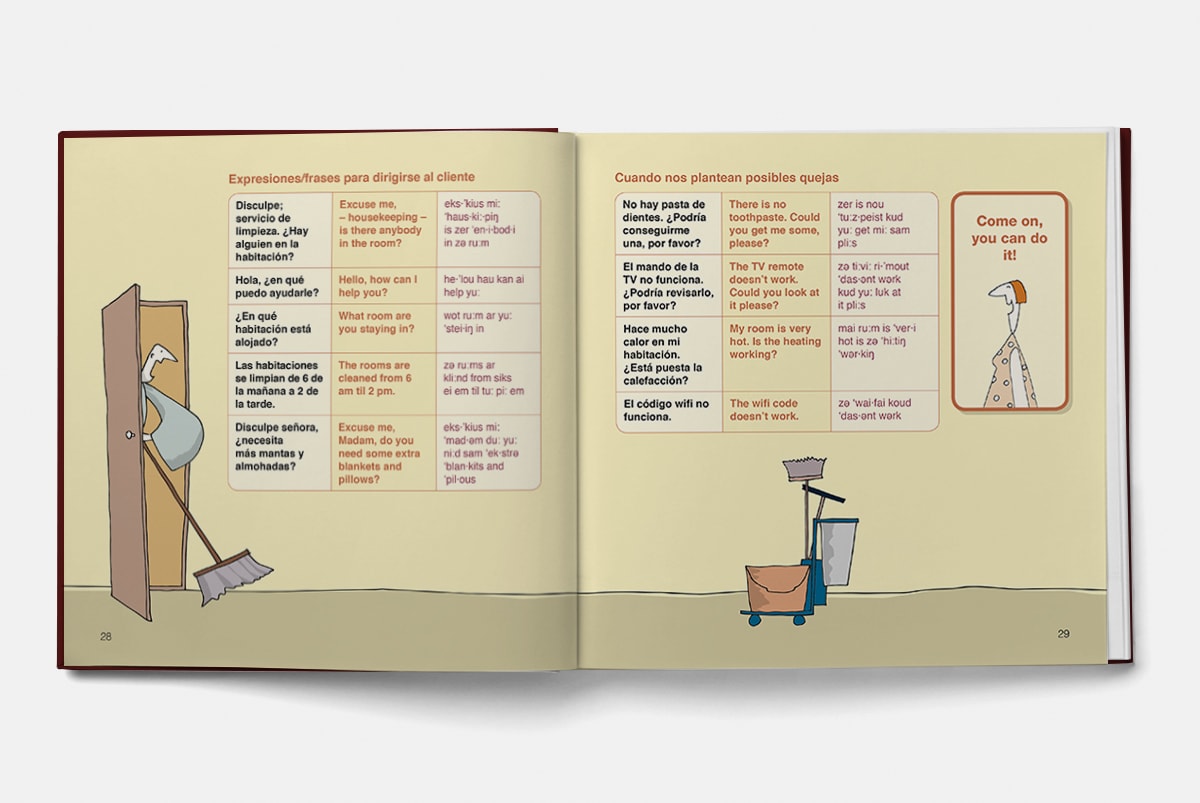 Expresiones/frases para dirigirse al cliente
Disculpe;
servicio de
limpieza. ¿Hay
alguien en la
habitación?
Excuse me,
– housekeeping –
is there anybody
in the room?
eks-ˈkius mi:
ˈhaus-ki:-piŋ
is zer ˈen-i-bod-i
in zə ru:m
Hola, ¿en qué
puedo ayudarle?
Hello, how can I
help you?
he-ˈlou hau kan ai
help yu:
¿En qué
habitación está
alojado?
What room are
you staying in?
wot ru:m ar yu:
ˈstei-iŋ in
Las habitaciones
se limpian de 6 de
la mañana a 2 de
la tarde.
The rooms are
cleaned from 6
am til 2 pm.
zə ru:ms ar
kli:nd from siks
ei em til tu: pi: em
Disculpe señora,
¿necesita
más mantas y
almohadas?
Excuse me,
Madam, do you
need some extra
blankets and
pillows?
eks-ˈkius mi:
ˈmad-əm du: yu:
ni:d sam ˈek-strə
ˈblan-kits and
ˈpil-ous
28
Cuando nos plantean posibles quejas
No hay pasta de
dientes. ¿Podría
conseguirme
una, por favor?
There is no
toothpaste. Could
you get me some,
please?
zer is nou
ˈtu:z-peist kud
yu: get mi: sam
pli:s
El mando de la
TV no funciona.
¿Podría revisarlo,
por favor?
The TV remote
doesn't work.
Could you look at
it please?
zə ti:vi: ri-ˈmout
ˈdas-ənt wərk
kud yu: luk at
it pli:s
Hace mucho
calor en mi
habitación.
¿Está puesta la
calefacción?
My room is very
hot. Is the heating
working?
mai ru:m is ˈver-i
hot is zə ˈhi:tiŋ
ˈwər-kiŋ
El código wifi no
funciona.
The wifi code
doesn't work.
zə ˈwai-fai koud
ˈdas-ənt wərk
Come on,
you can do
it!
29